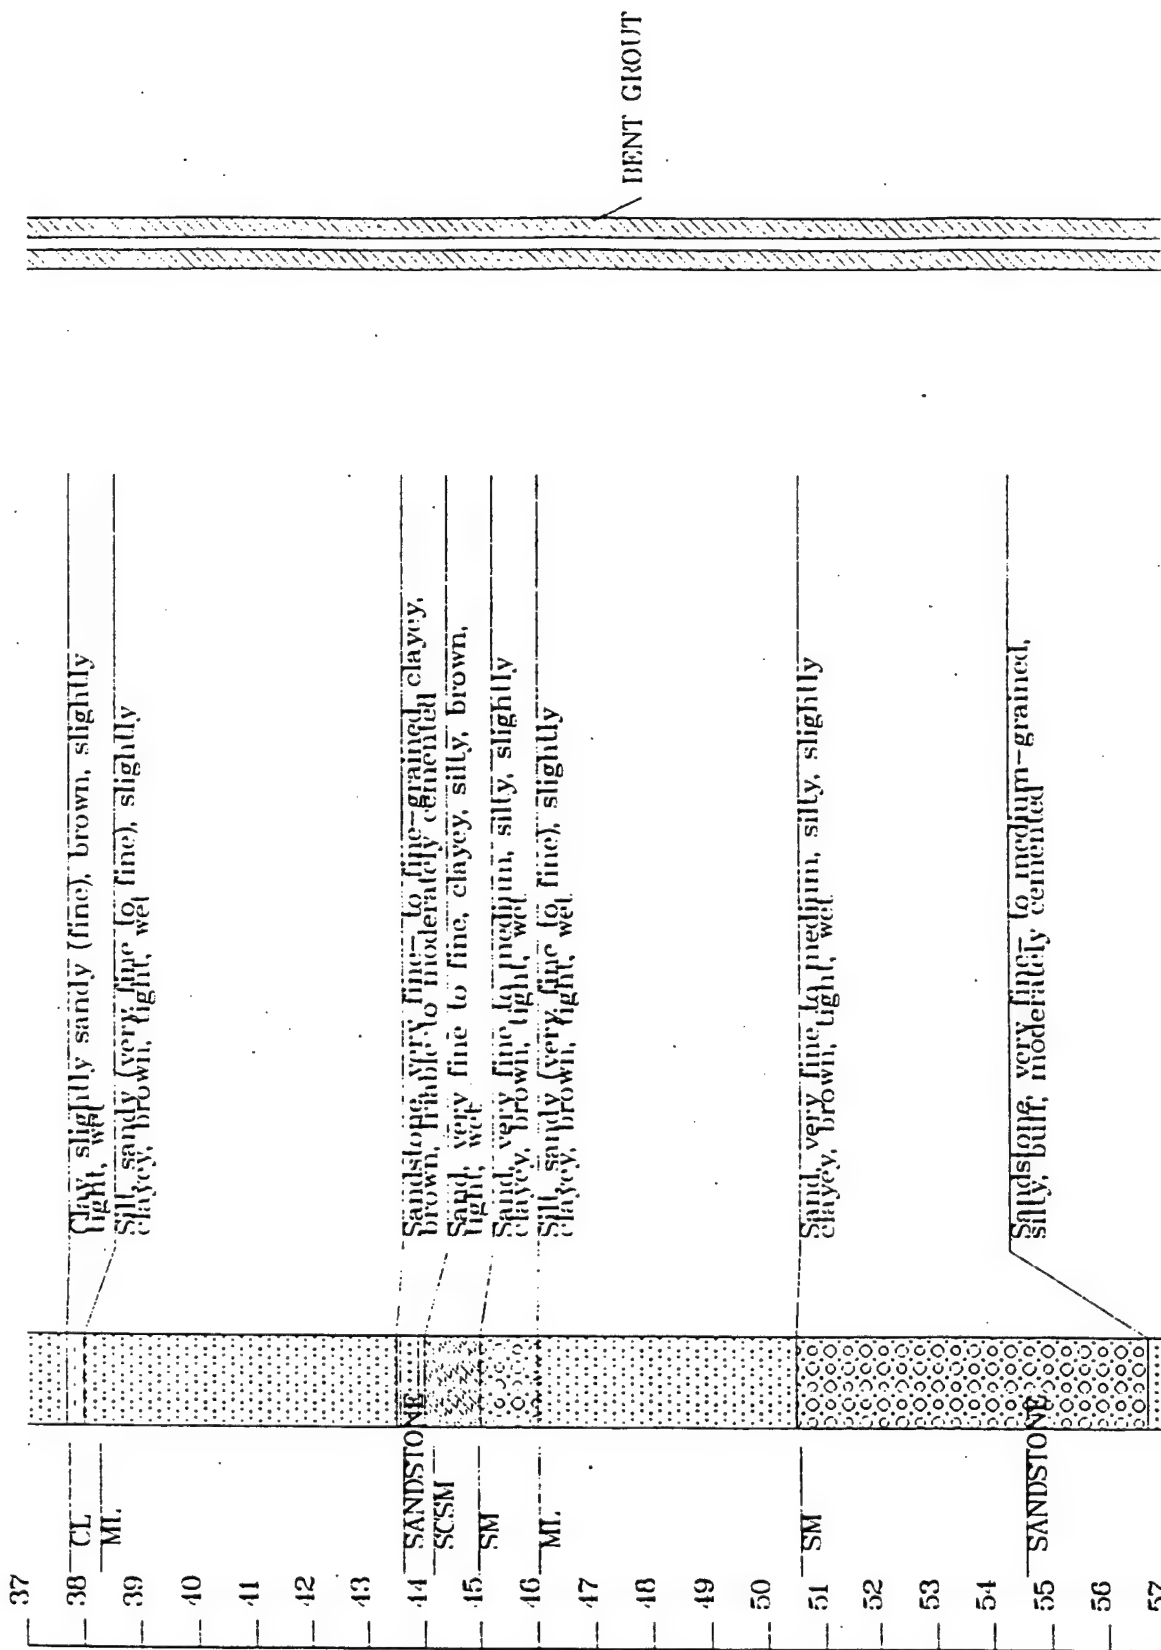 37
38
39
40
41
42
43
44
45
46
47
48
49
50
51
52
53
54
55
56
57
CL
ML
SANDSTONE
SCSM
SM
ML
SM
SANDSTONE
Clay, slightly sandy (fine), brown, slightly
tight, wet
Silt, sandy (very fine to fine), slightly
clayey, brown, tight, wet
Sandstone, very fine- to fine-grained, clayey,
brown, friable to moderately cemented
Sand, very fine to fine, clayey, silty, brown,
tight, wet
Sand, very fine to medium, silty, slightly
clayey, brown, tight, wet
Silt, sandy (very fine to fine), slightly
clayey, brown, tight, wet
Sand, very fine to medium, silty, slightly
clayey, brown, tight, wet
Sandstone, very fine- to medium-grained,
silty, buff, moderately cemented
BENT GROUT